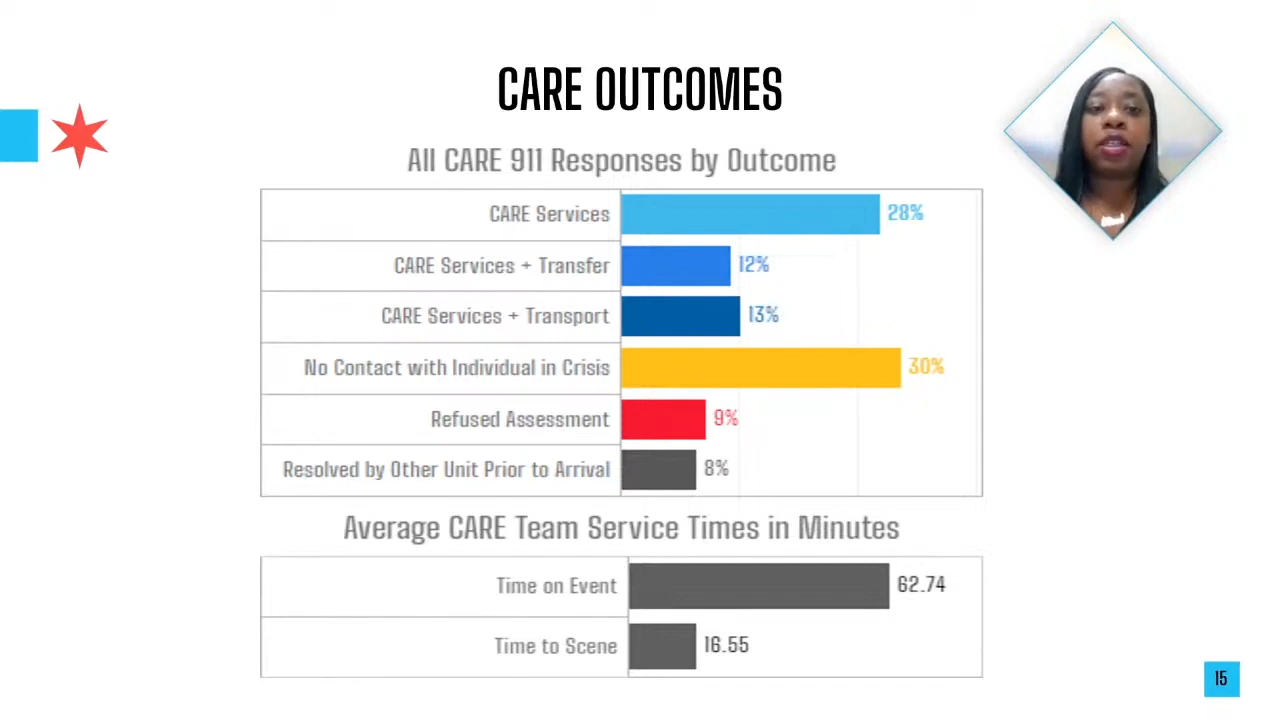 CARE OUTCOMES
All CARE 911 Responses by Outcome
CARE Services 28%
CARE Services + Transfer 12%
CARE Services + Transport 13%
No Contact with Individual in Crisis 30%
Refused Assessment 9%
Resolved by Other Unit Prior to Arrival 8%
Average CARE Team Service Times in Minutes
Time on Event 62.74
Time to Scene 16.55
15